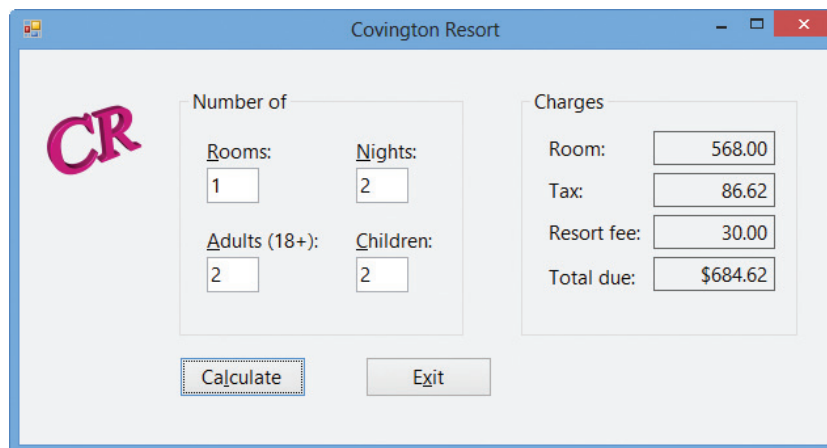 Covington Resort
CR
Number of
Rooms: Nights:
1 2
Adults (18+): Children:
2 2
Charges
Room: 568.00
Tax: 86.62
Resort fee: 30.00
Total due: $684.62
Calculate Exit